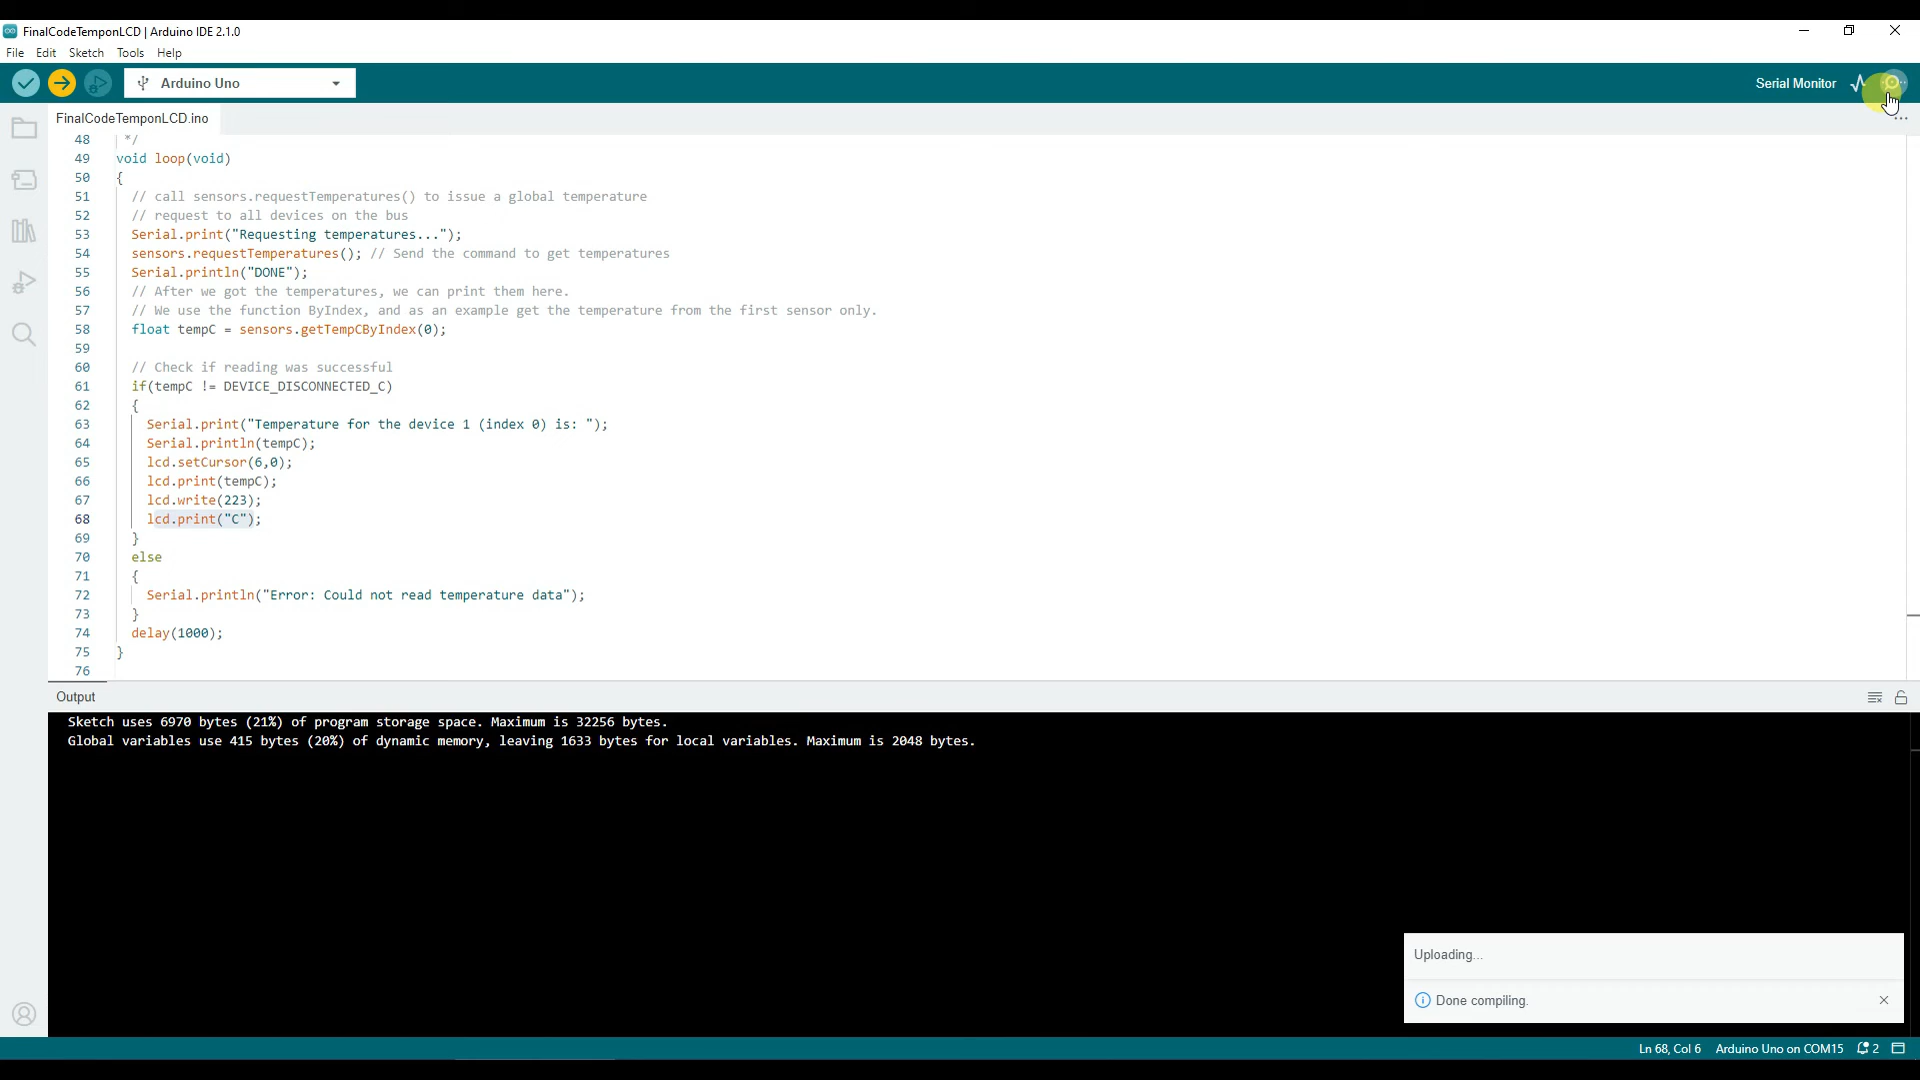 FinalCodeTemponLCD | Arduino IDE 2.1.0
File Edit Sketch Tools Help
Arduino Uno
Serial Monitor
FinalCodeTemponLCD.ino
48 */
49 void loop(void)
50 {
51 // call sensors.requestTemperatures() to issue a global temperature
52 // request to all devices on the bus
53 Serial.print("Requesting temperatures...");
54 sensors.requestTemperatures(); // Send the command to get temperatures
55 Serial.println("DONE");
56 // After we got the temperatures, we can print them here.
57 // We use the function ByIndex, and as an example get the temperature from the first sensor only.
58 float tempC = sensors.getTempCByIndex(0);
59
60 // Check if reading was successful
61 if(tempC != DEVICE_DISCONNECTED_C)
62 {
63 Serial.print("Temperature for the device 1 (index 0) is: ");
64 Serial.println(tempC);
65 lcd.setCursor(6,0);
66 lcd.print(tempC);
67 lcd.write(223);
68 lcd.print("C");
69 }
70 else
71 {
72 Serial.println("Error: Could not read temperature data");
73 }
74 delay(1000);
75 }
76
Output
Sketch uses 6970 bytes (21%) of program storage space. Maximum is 32256 bytes.
Global variables use 415 bytes (20%) of dynamic memory, leaving 1633 bytes for local variables. Maximum is 2048 bytes.
Uploading...
Done compiling.
Ln 68, Col 6 Arduino Uno on COM15 2